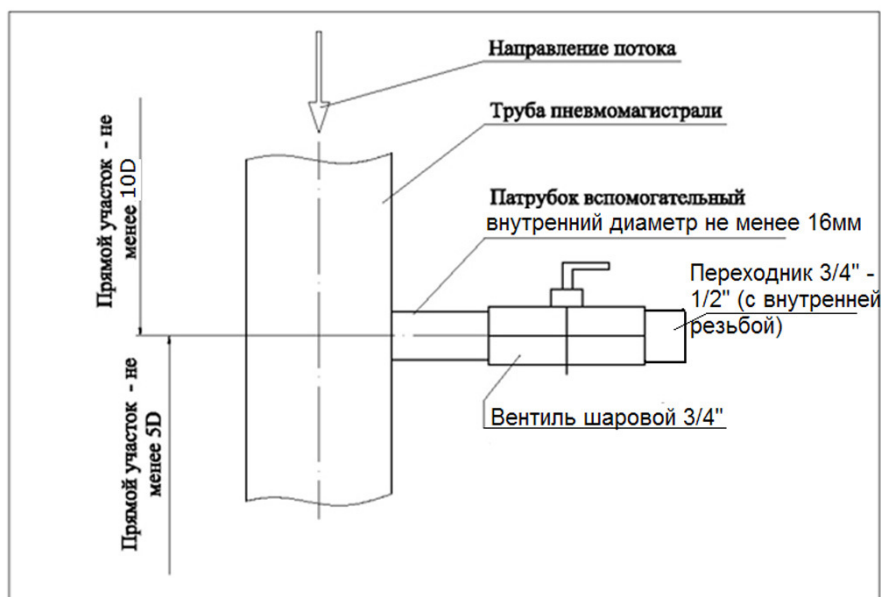 Направление потока
Труба пневмомагистрали
Прямой участок - не
менее 10D
Патрубок вспомогательный
внутренний диаметр не менее 16мм
Переходник 3/4" -
1/2" (с внутренней
резьбой)
Вентиль шаровой 3/4"
Прямой участок - не
менее 5D